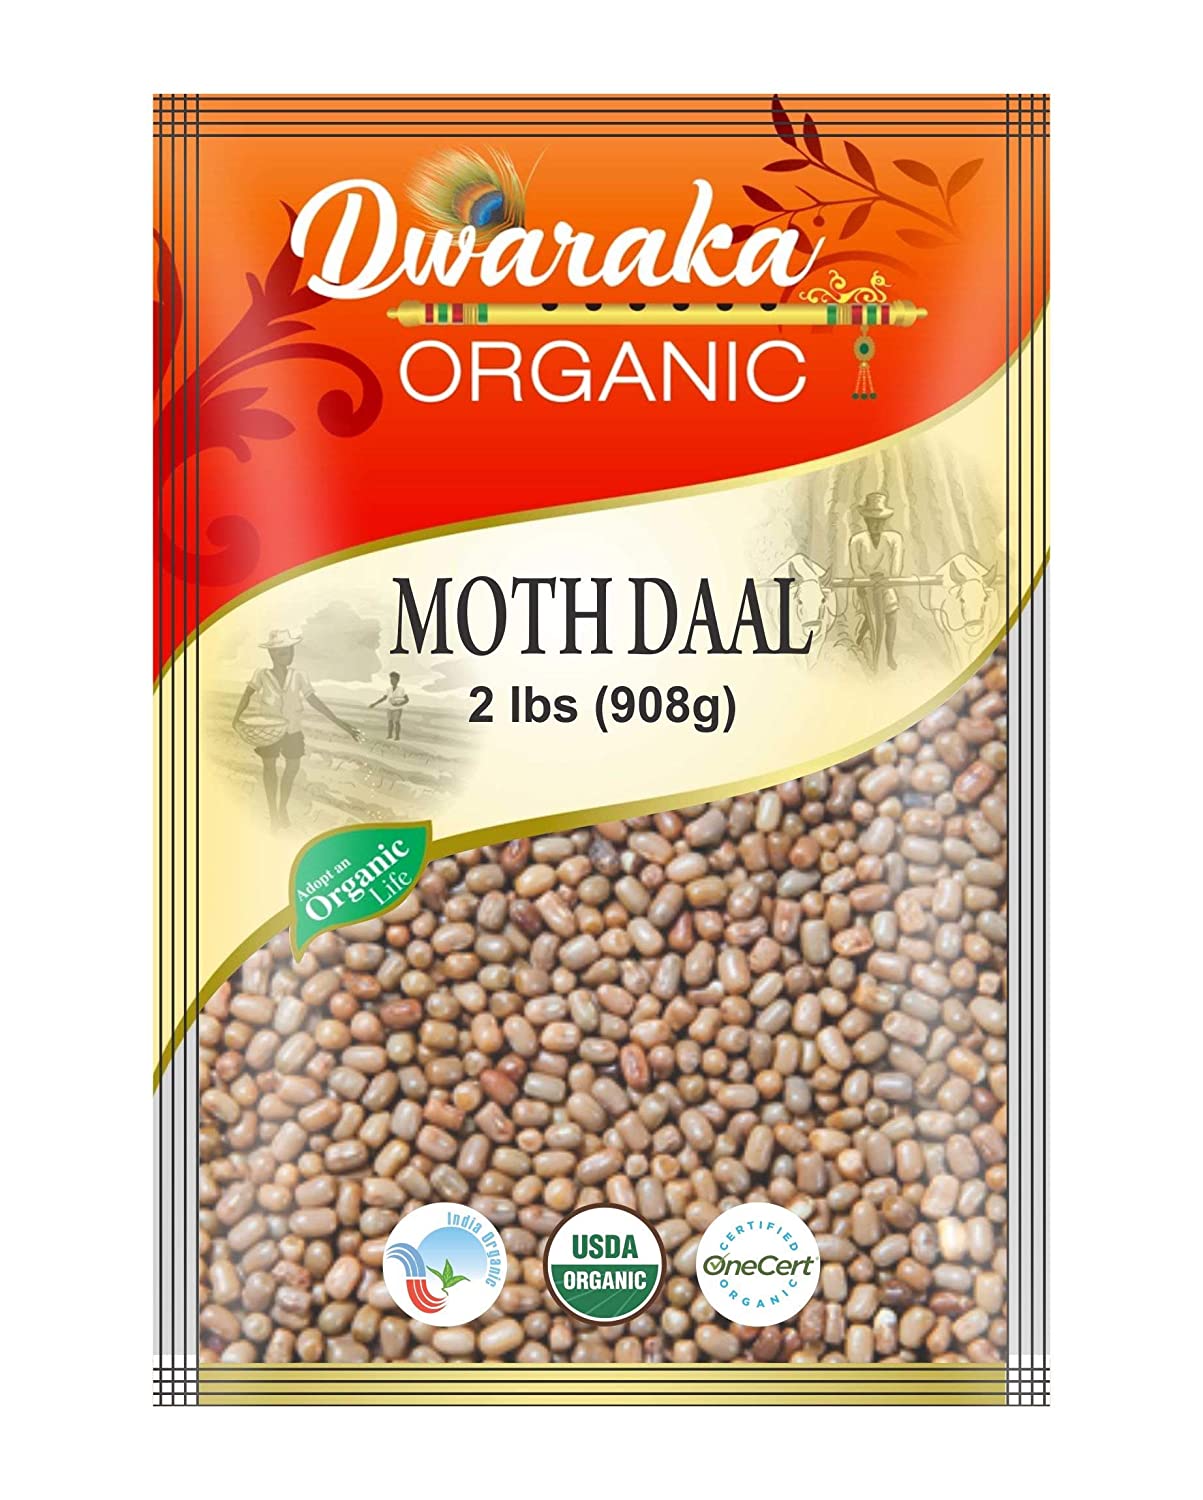 Dwaraka
ORGANIC
MOTH DAAL
2 lbs (908g)
Adopt an
Organic
Life
India Organic
USDA
ORGANIC
CERTIFIED
OneCert®
ORGANIC